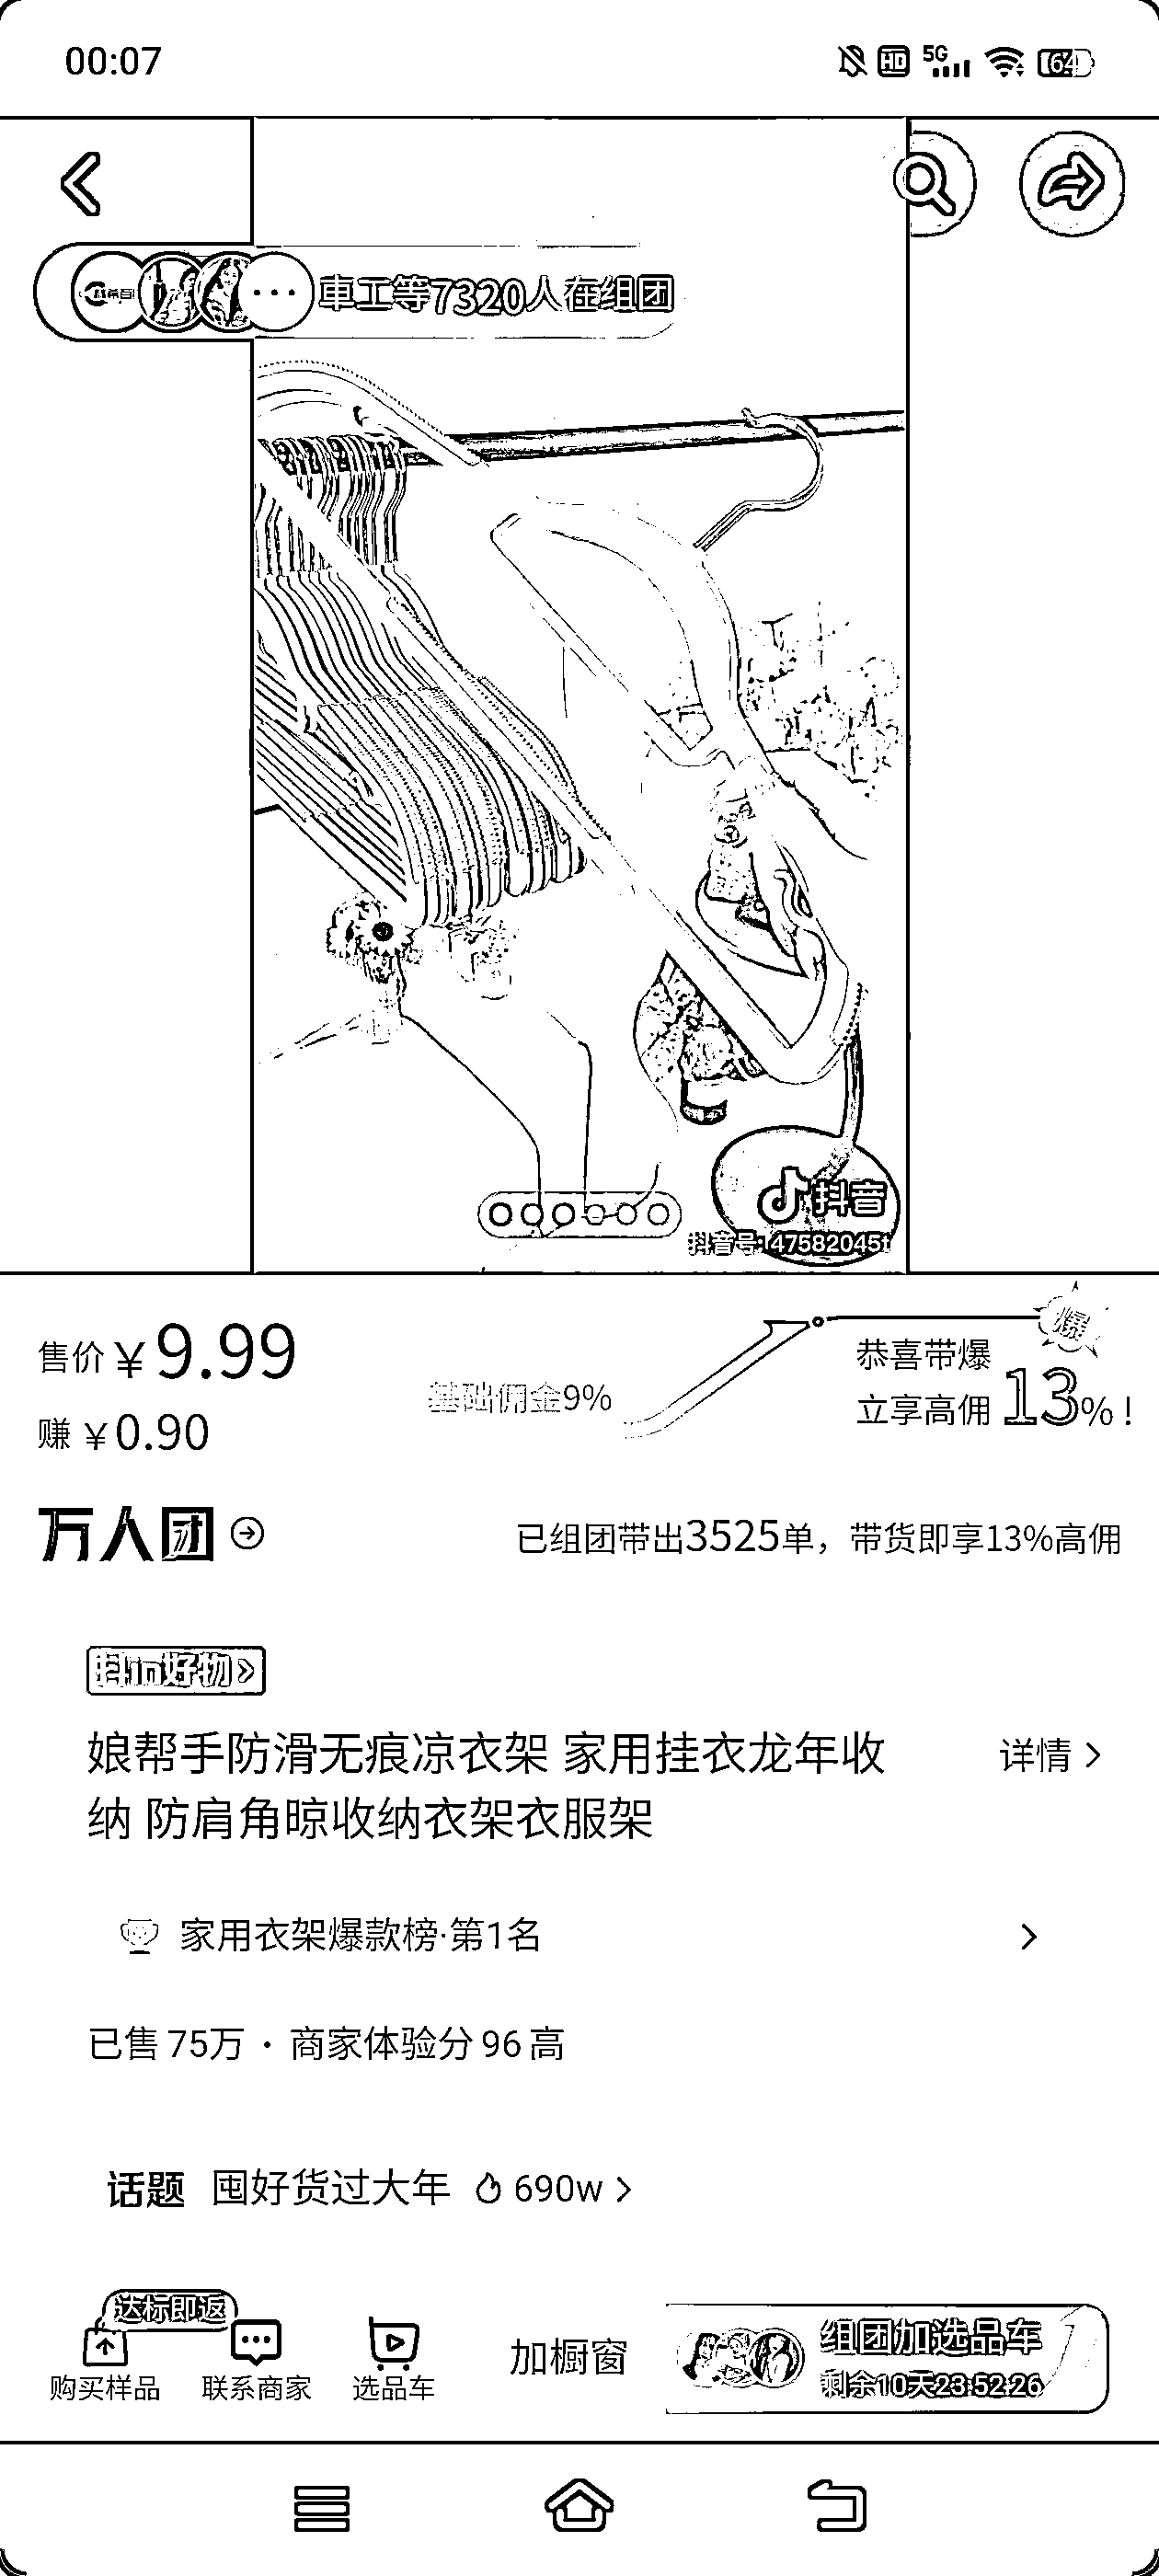 00:07
HD 5G 64
車工等7320人在组团
抖音
抖音号: 47582045t
售价 ¥ 9.99
基础佣金9%
爆
恭喜带爆
立享高佣 13% !
赚 ¥ 0.90
万人团
已组团带出3525单，带货即享13%高佣
抖in好物
娘帮手防滑无痕凉衣架 家用挂衣龙年收
纳 防肩角晾收纳衣架衣服架
详情
家用衣架爆款榜·第1名
已售 75万 · 商家体验分 96 高
话题 囤好货过大年 690w
达标即返
购买样品
联系商家
选品车
加橱窗
组团加选品车
剩余10天23:52:26